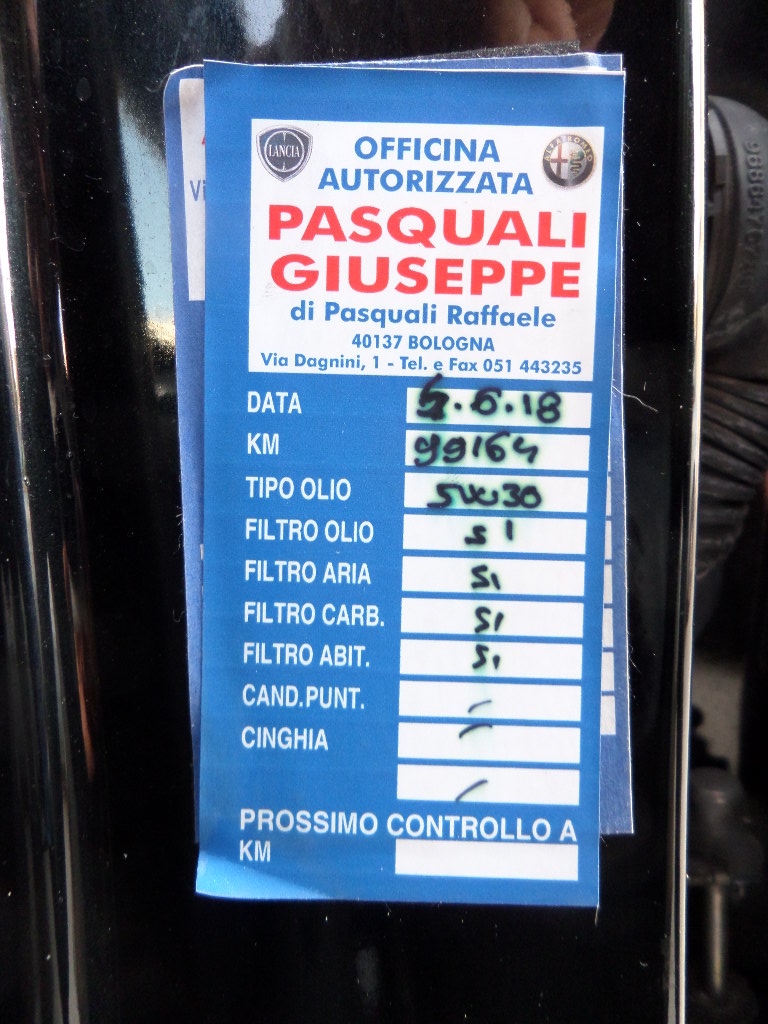 LANCIA
OFFICINA
AUTORIZZATA
PASQUALI
GIUSEPPE
di Pasquali Raffaele
40137 BOLOGNA
Via Dagnini, 1 - Tel. e Fax 051 443235
DATA 5.6.18
KM 99164
TIPO OLIO 5W30
FILTRO OLIO SI
FILTRO ARIA SI
FILTRO CARB. SI
FILTRO ABIT. SI
CAND.PUNT. /
CINGHIA /
/
PROSSIMO CONTROLLO A
KM
Vi